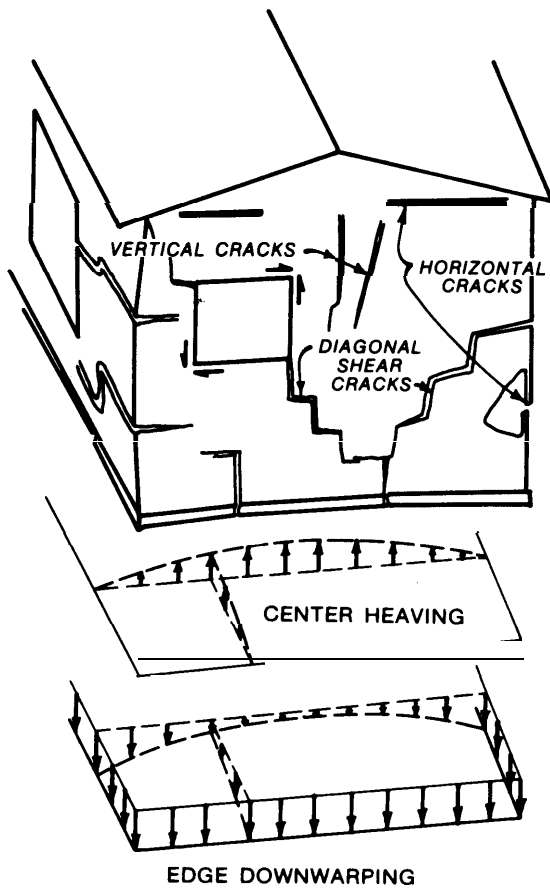 VERTICAL CRACKS
HORIZONTAL
CRACKS
DIAGONAL
SHEAR
CRACKS
CENTER HEAVING
EDGE DOWNWARPING